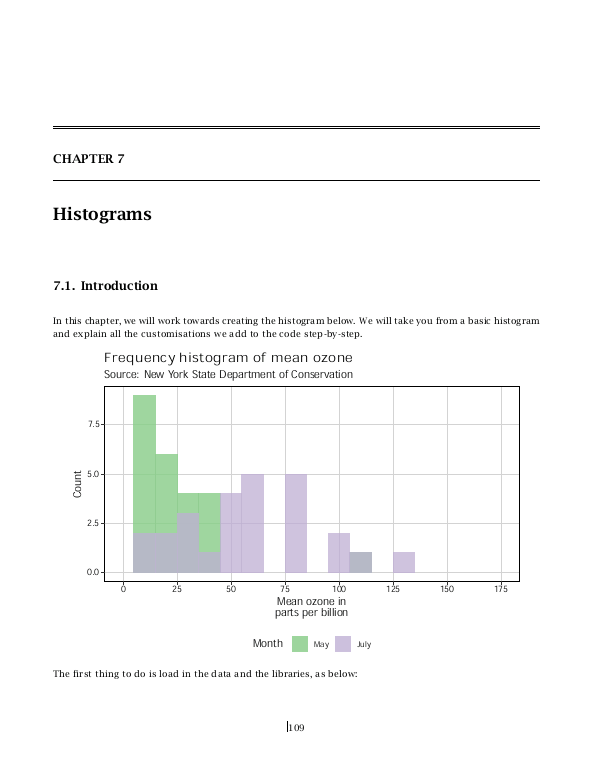 CHAPTER 7
Histograms
7.1. Introduction
In this chapter, we will work towards creating the histogram below. We will take you from a basic histogram
and explain all the customisations we add to the code step-by-step.
Frequency histogram of mean ozone
Source: New York State Department of Conservation
7.5
5.0
2.5
0.0
Count
0 25 50 75 100 125 150 175
Mean ozone in
parts per billion
Month May July
The first thing to do is load in the data and the libraries, as below:
109